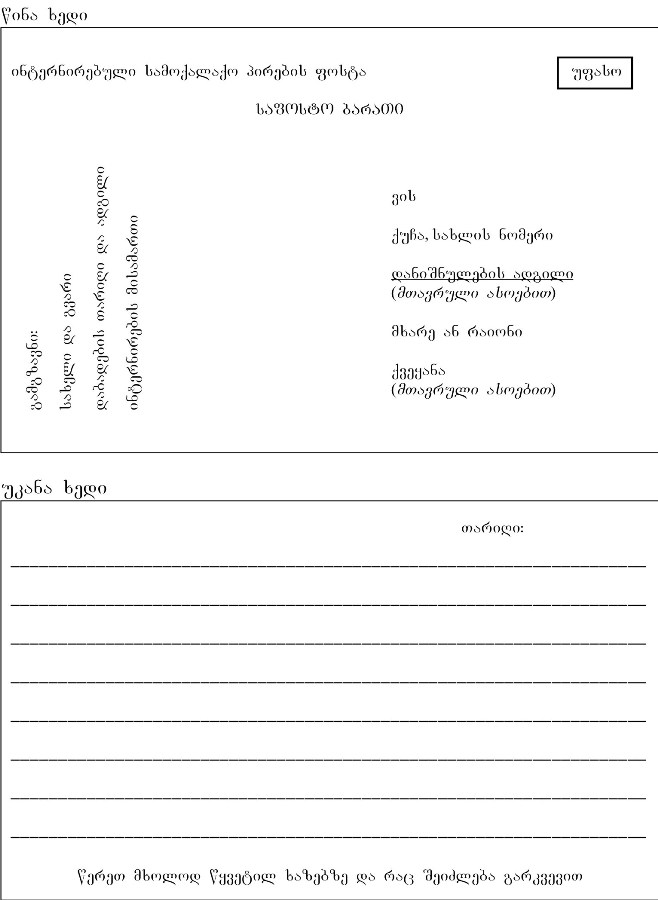 წინა ხედი
ინტერნირებული სამოქალაქო პირების ფოსტა
უფასო
საფოსტო ბარათი
გამგზავნი:
სახელი და გვარი
დაბადების თარიღი და ადგილი
ინტერნირების მისამართი
ვის
ქუჩა, სახლის ნომერი
დანიშნულების ადგილი
(მთავრული ასოებით)
მხარე ან რაიონი
ქვეყანა
(მთავრული ასოებით)
უკანა ხედი
თარიღი:
წერეთ მხოლოდ წყვეტილ ხაზებზე და რაც შეიძლება გარკვევით